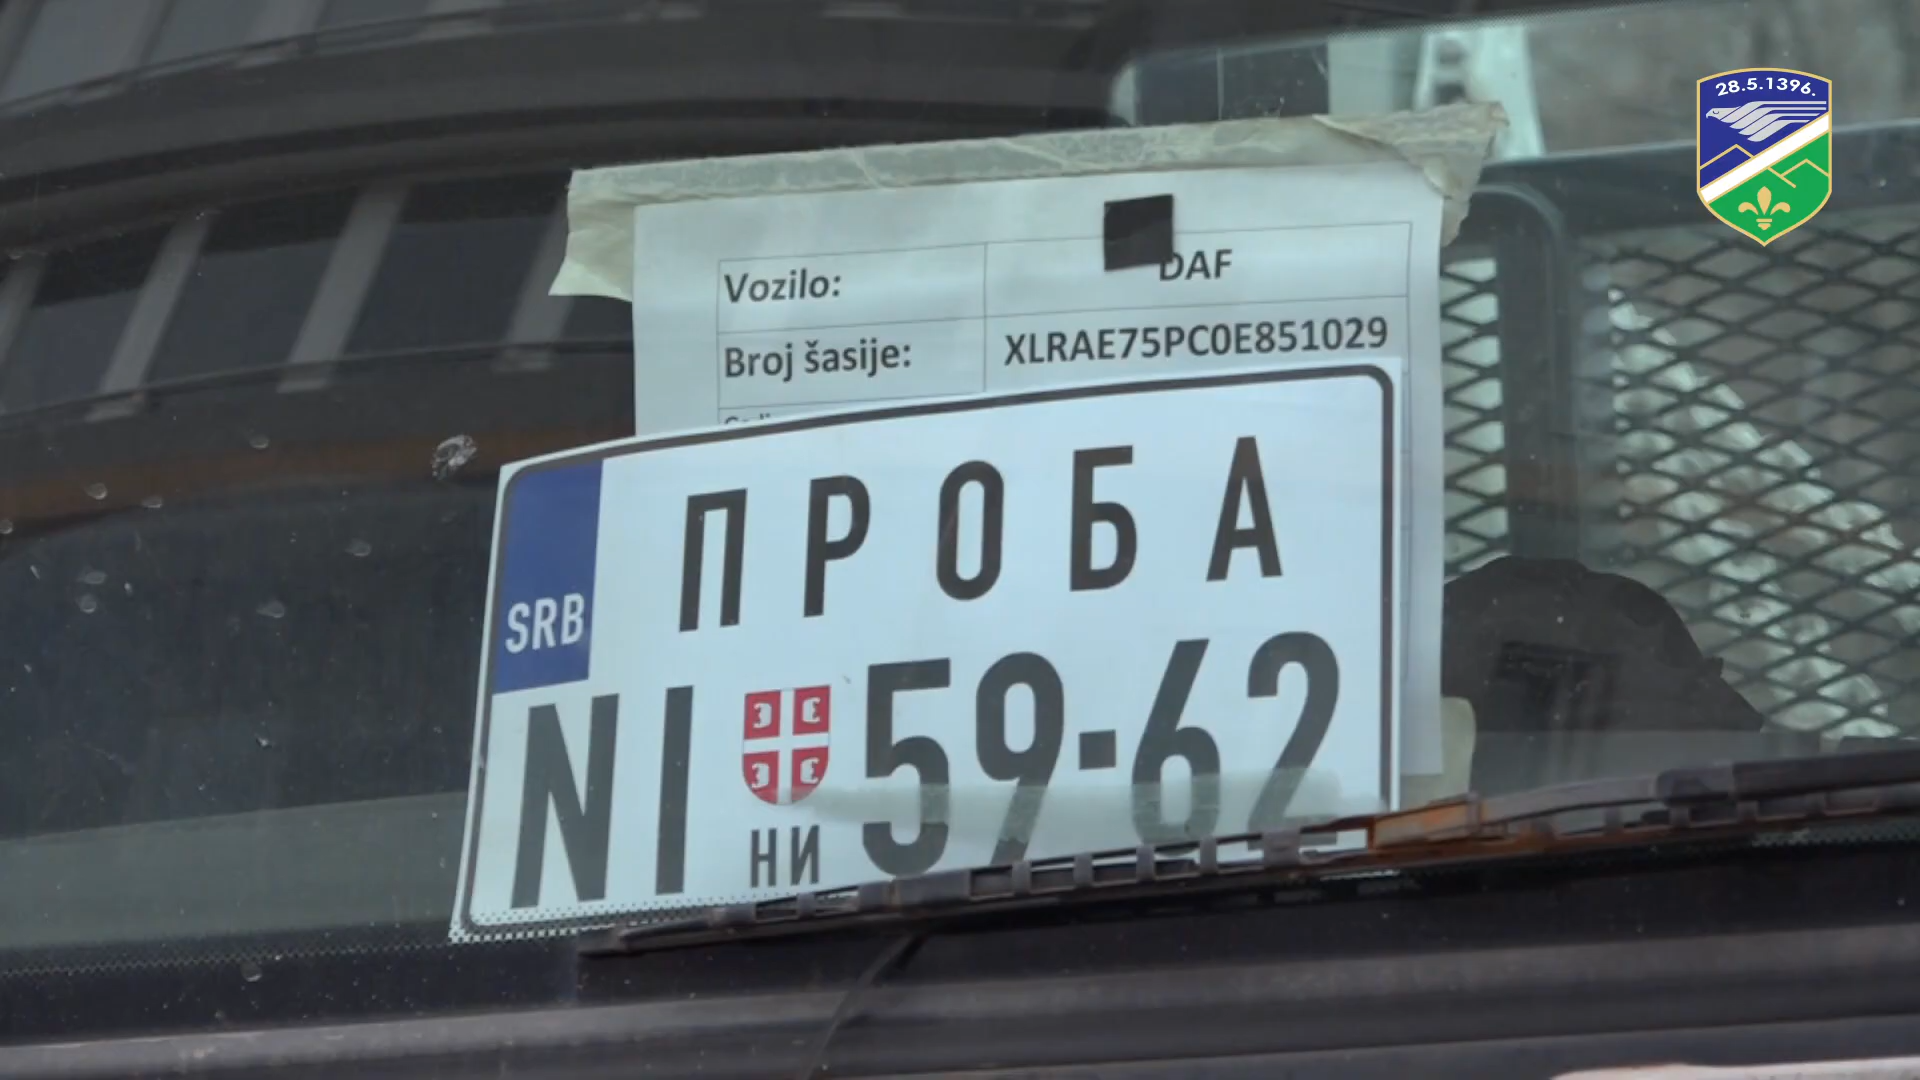 28.5.1396.
Vozilo: DAF
Broj šasije: XLRAE75PC0E851029
ПРОБА
SRB
NI 59-62
НИ